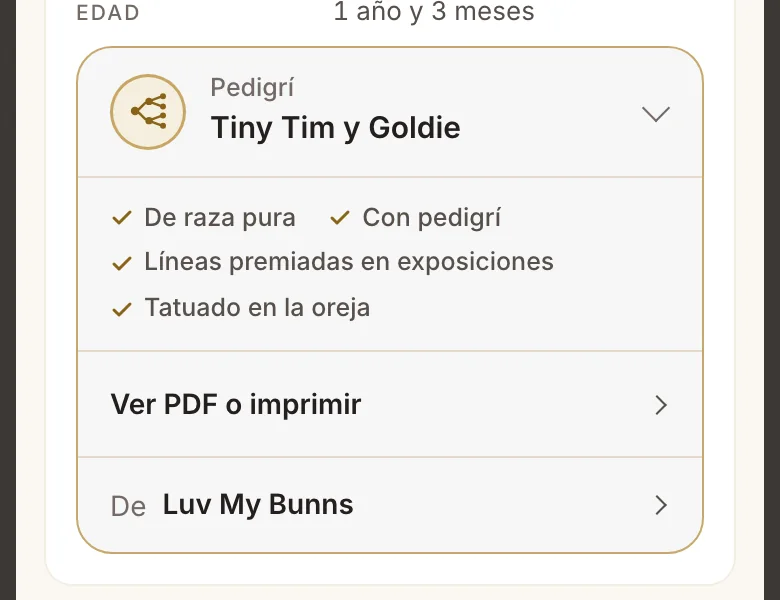 EDAD 1 año y 3 meses
Pedigrí
Tiny Tim y Goldie
De raza pura Con pedigrí
Líneas premiadas en exposiciones
Tatuado en la oreja
Ver PDF o imprimir
De Luv My Bunns